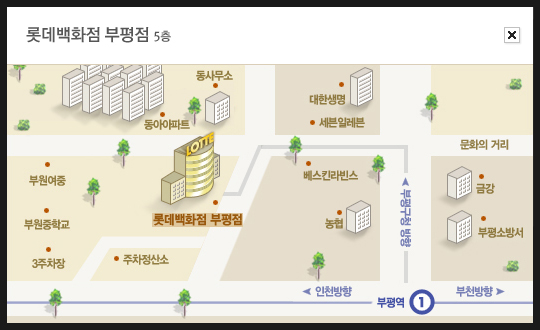 롯데백화점 부평점 5층
동사무소
대한생명
동아아파트
세븐일레븐
LOTTE
문화의 거리
부원여중
베스킨라빈스
금강
부평구청 방향
롯데백화점 부평점
농협
부원중학교
부평소방서
3주차장
주차정산소
인천방향
부천방향
부평역
1